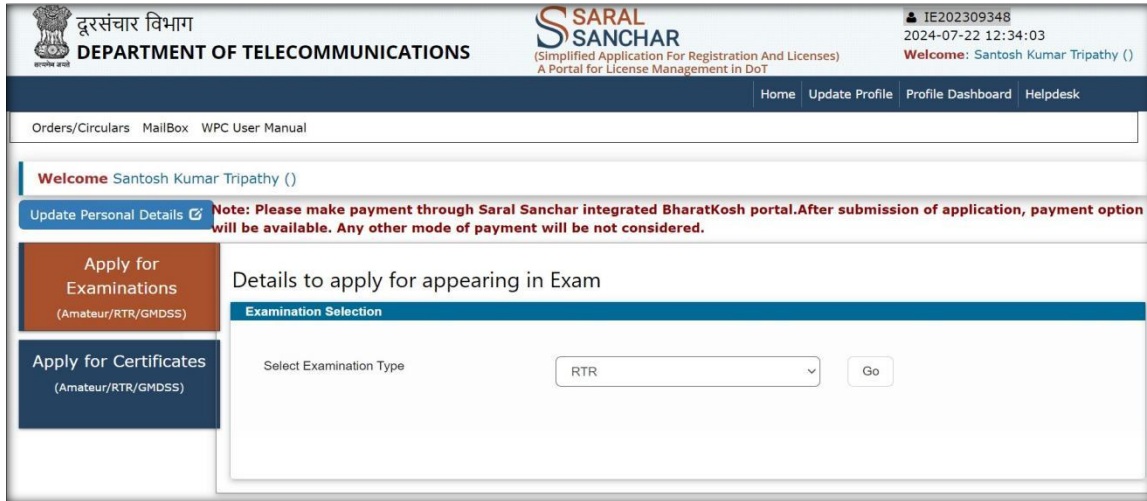 दूरसंचार विभाग
DEPARTMENT OF TELECOMMUNICATIONS
सत्यमेव जयते
SARAL
SANCHAR
(Simplified Application For Registration And Licenses)
A Portal for License Management in DoT
IE202309348
2024-07-22 12:34:03
Welcome: Santosh Kumar Tripathy ()
Home Update Profile Profile Dashboard Helpdesk
Orders/Circulars MailBox WPC User Manual
Welcome Santosh Kumar Tripathy ()
Update Personal Details
Note: Please make payment through Saral Sanchar integrated BharatKosh portal.After submission of application, payment option
will be available. Any other mode of payment will be not considered.
Apply for
Examinations
(Amateur/RTR/GMDSS)
Apply for Certificates
(Amateur/RTR/GMDSS)
Details to apply for appearing in Exam
Examination Selection
Select Examination Type
RTR
Go